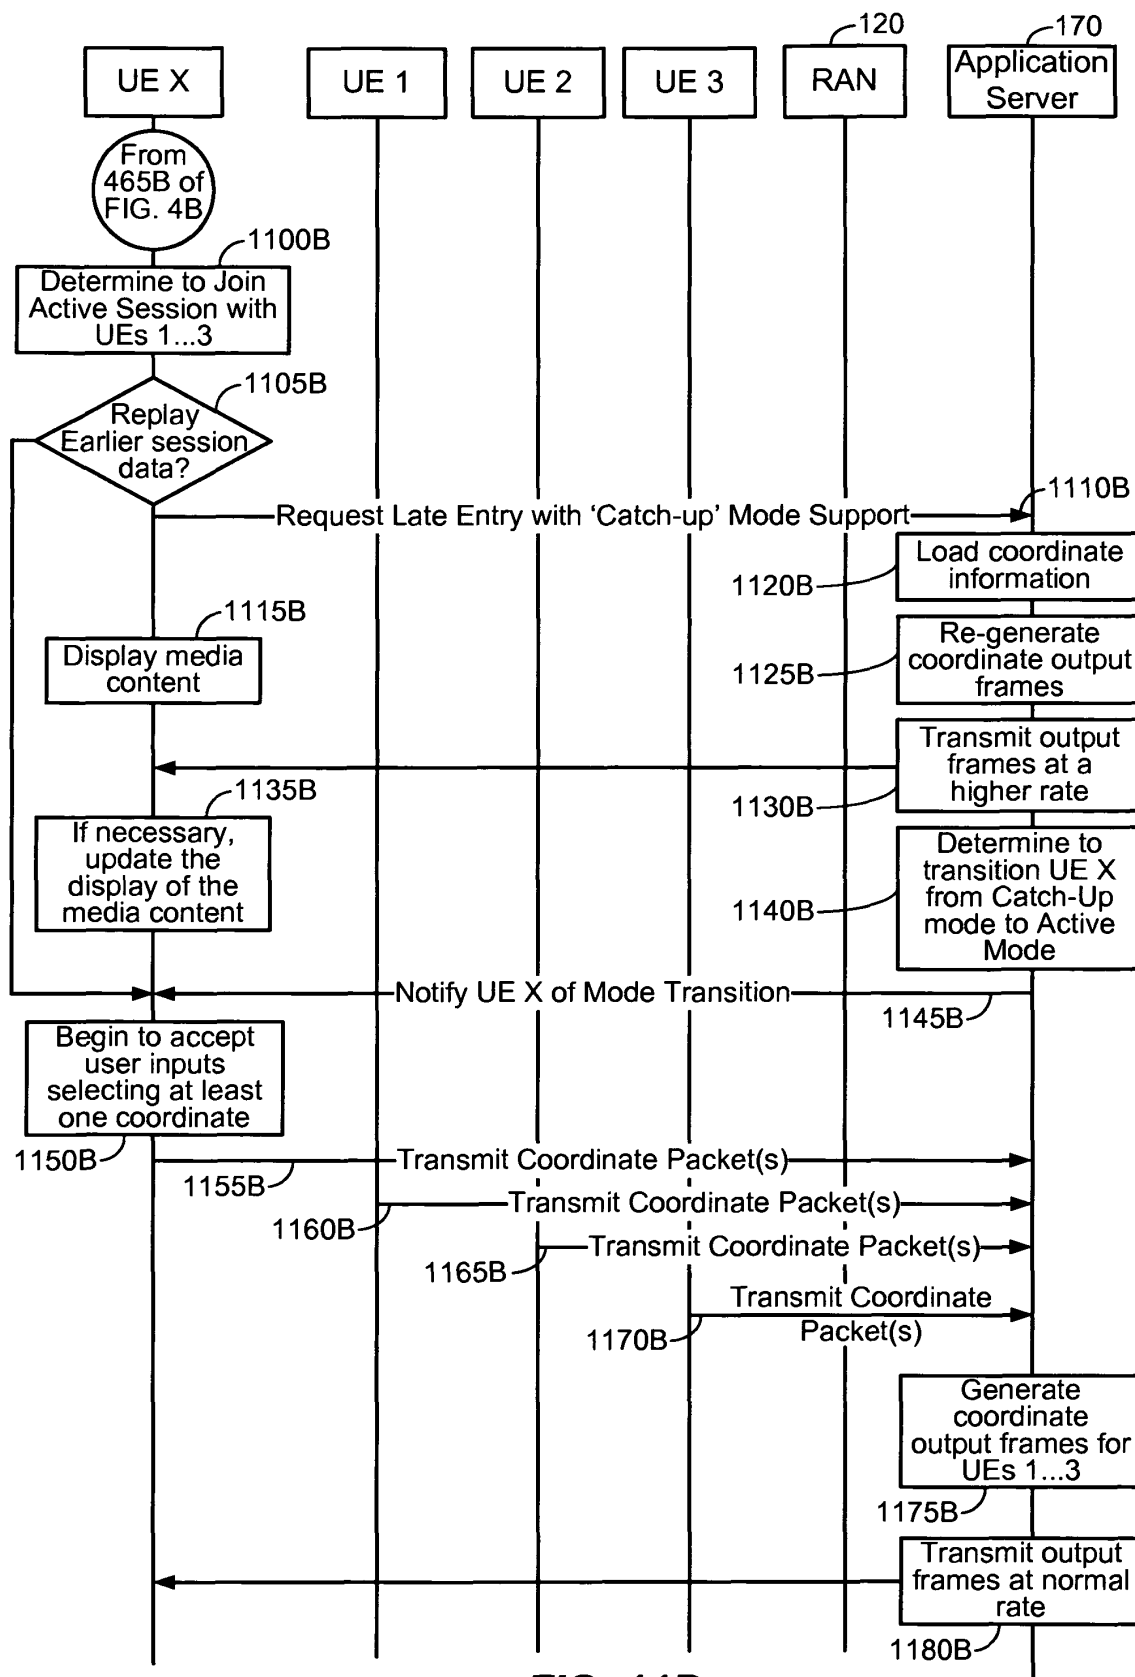 120
170
UE X
UE 1
UE 2
UE 3
RAN
Application
Server
From
465B of
FIG. 4B
1100B
Determine to Join
Active Session with
UEs 1...3
1105B
Replay
Earlier session
data?
1110B
Request Late Entry with ‘Catch-up’ Mode Support
Load coordinate
information
1120B
1115B
Display media
content
Re-generate
coordinate output
frames
1125B
Transmit output
frames at a
higher rate
1130B
1135B
If necessary,
update the
display of the
media content
Determine to
transition UE X
from Catch-Up
mode to Active
Mode
1140B
Notify UE X of Mode Transition
1145B
Begin to accept
user inputs
selecting at least
one coordinate
1150B
Transmit Coordinate Packet(s)
1155B
Transmit Coordinate Packet(s)
1160B
Transmit Coordinate Packet(s)
1165B
Transmit Coordinate
Packet(s)
1170B
Generate
coordinate
output frames for
UEs 1...3
1175B
Transmit output
frames at normal
rate
1180B